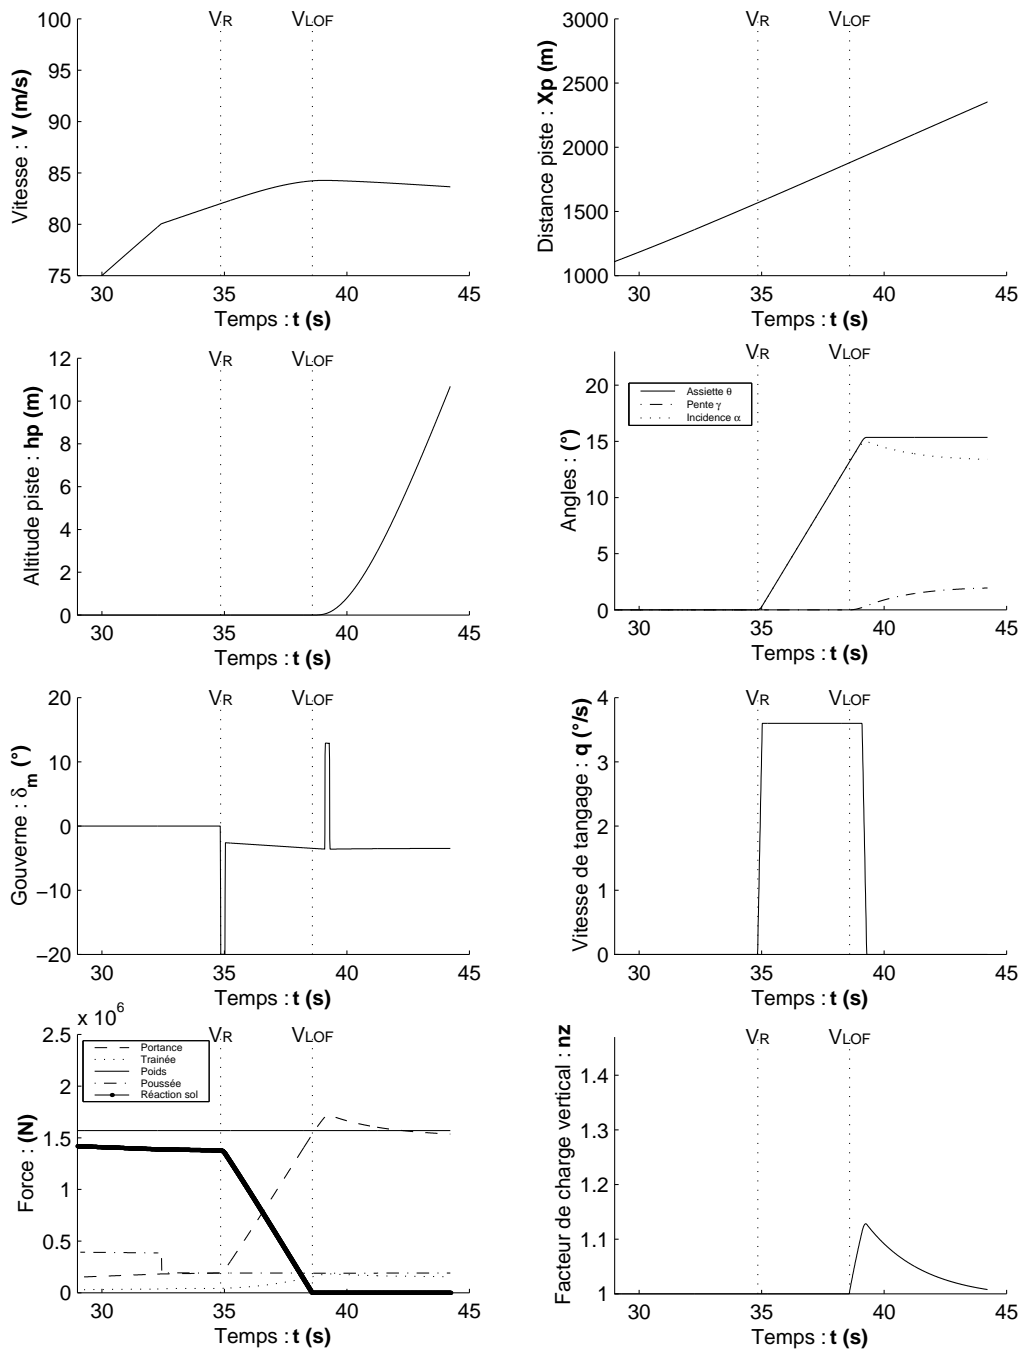 VR VLOF
100
95
90
85
80
75
Vitesse : V (m/s)
30 35 40 45
Temps : t (s)
VR VLOF
3000
2500
2000
1500
1000
Distance piste : Xp (m)
30 35 40 45
Temps : t (s)
VR VLOF
12
10
8
6
4
2
0
Altitude piste : hp (m)
30 35 40 45
Temps : t (s)
VR VLOF
20
15
10
5
0
Angles : (°)
Assiette θ
Pente γ
Incidence α
30 35 40 45
Temps : t (s)
VR VLOF
20
10
0
−10
−20
Gouverne : δm (°)
30 35 40 45
Temps : t (s)
VR VLOF
4
3
2
1
0
Vitesse de tangage : q (°/s)
30 35 40 45
Temps : t (s)
x 10^6
VR VLOF
2.5
2
1.5
1
0.5
0
Force : (N)
Portance
Trainée
Poids
Poussée
Réaction sol
30 35 40 45
Temps : t (s)
VR VLOF
1.4
1.3
1.2
1.1
1
Facteur de charge vertical : nz
30 35 40 45
Temps : t (s)